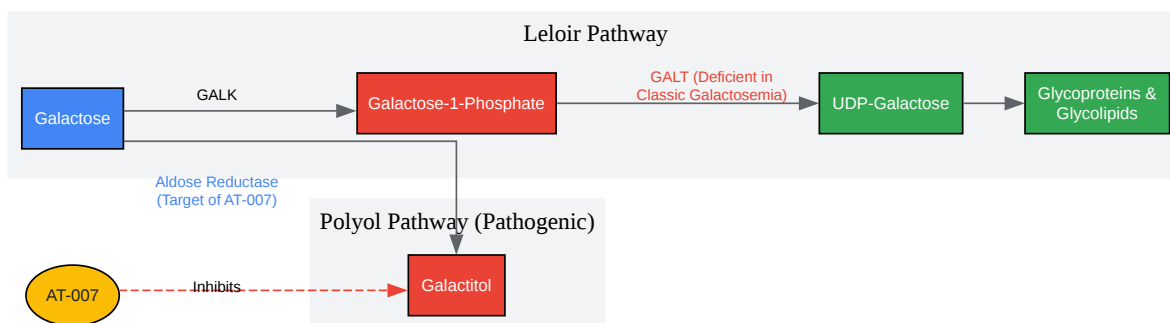 Leloir Pathway
GALK
GALT (Deficient in
Classic Galactosemia)
Galactose
Galactose-1-Phosphate
UDP-Galactose
Glycoproteins &
Glycolipids
Aldose Reductase
(Target of AT-007)
Polyol Pathway (Pathogenic)
AT-007
Inhibits
Galactitol